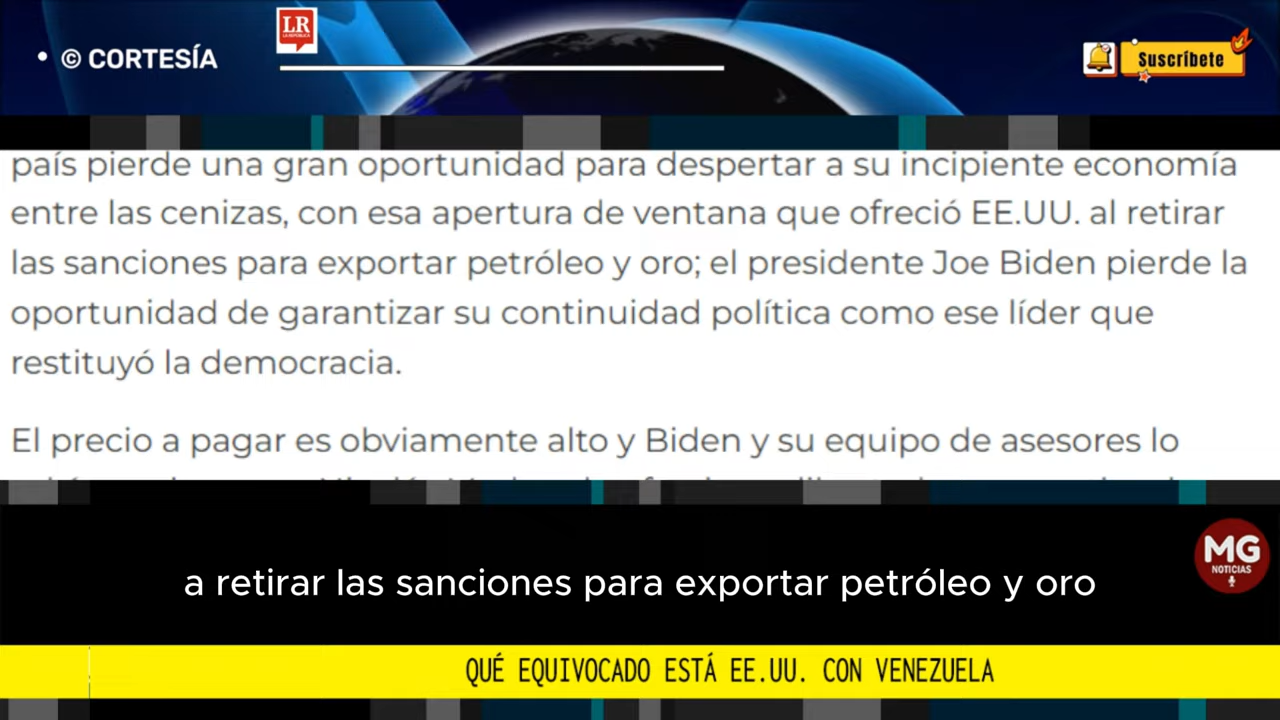 • © CORTESÍA
LR
LA REPÚBLICA
Suscríbete
país pierde una gran oportunidad para despertar a su incipiente economía
entre las cenizas, con esa apertura de ventana que ofreció EE.UU. al retirar
las sanciones para exportar petróleo y oro; el presidente Joe Biden pierde la
oportunidad de garantizar su continuidad política como ese líder que
restituyó la democracia.
El precio a pagar es obviamente alto y Biden y su equipo de asesores lo
MG
NOTICIAS
a retirar las sanciones para exportar petróleo y oro
QUÉ EQUIVOCADO ESTÁ EE.UU. CON VENEZUELA